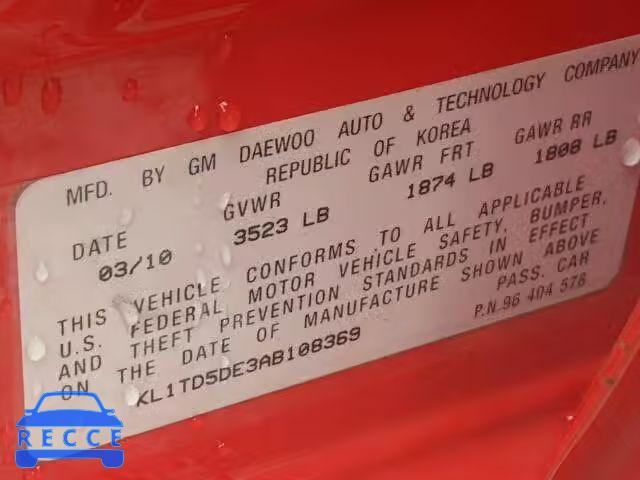 MFD. BY GM DAEWOO AUTO & TECHNOLOGY COMPANY
REPUBLIC OF KOREA
DATE GVWR GAWR FRT GAWR RR
03/10 3523 LB 1874 LB 1808 LB
THIS VEHICLE CONFORMS TO ALL APPLICABLE
U.S. FEDERAL MOTOR VEHICLE SAFETY, BUMPER,
AND THEFT PREVENTION STANDARDS IN EFFECT
ON THE DATE OF MANUFACTURE SHOWN ABOVE
KL1TD5DE3AB108369 PASS. CAR
P.N.96 404 578
RECCE